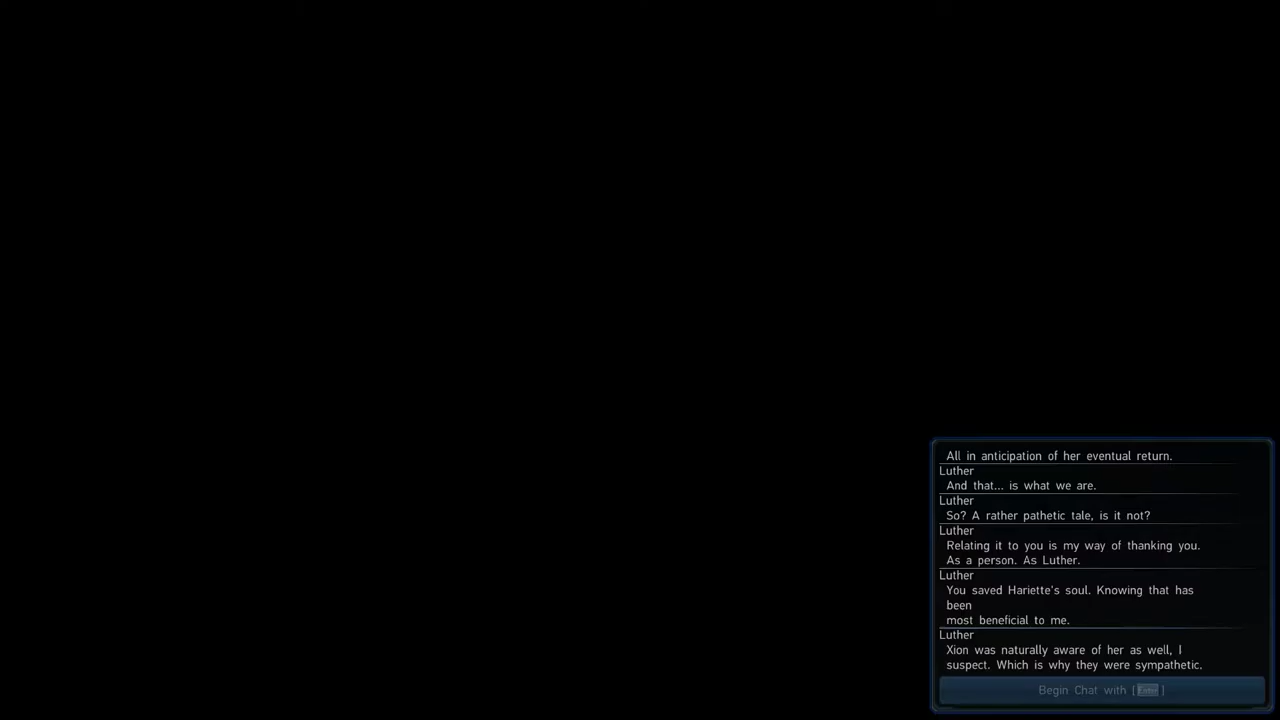 All in anticipation of her eventual return.
Luther
And that... is what we are.
Luther
So? A rather pathetic tale, is it not?
Luther
Relating it to you is my way of thanking you.
As a person. As Luther.
Luther
You saved Hariette's soul. Knowing that has
been
most beneficial to me.
Luther
Xion was naturally aware of her as well, I
suspect. Which is why they were sympathetic.
Begin Chat with [Enter]